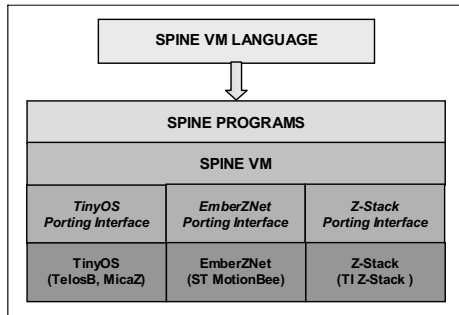 SPINE VM LANGUAGE
SPINE PROGRAMS
SPINE VM
TinyOS
Porting Interface
EmberZNet
Porting Interface
Z-Stack
Porting Interface
TinyOS
(TelosB, MicaZ)
EmberZNet
(ST MotionBee)
Z-Stack
(TI Z-Stack )